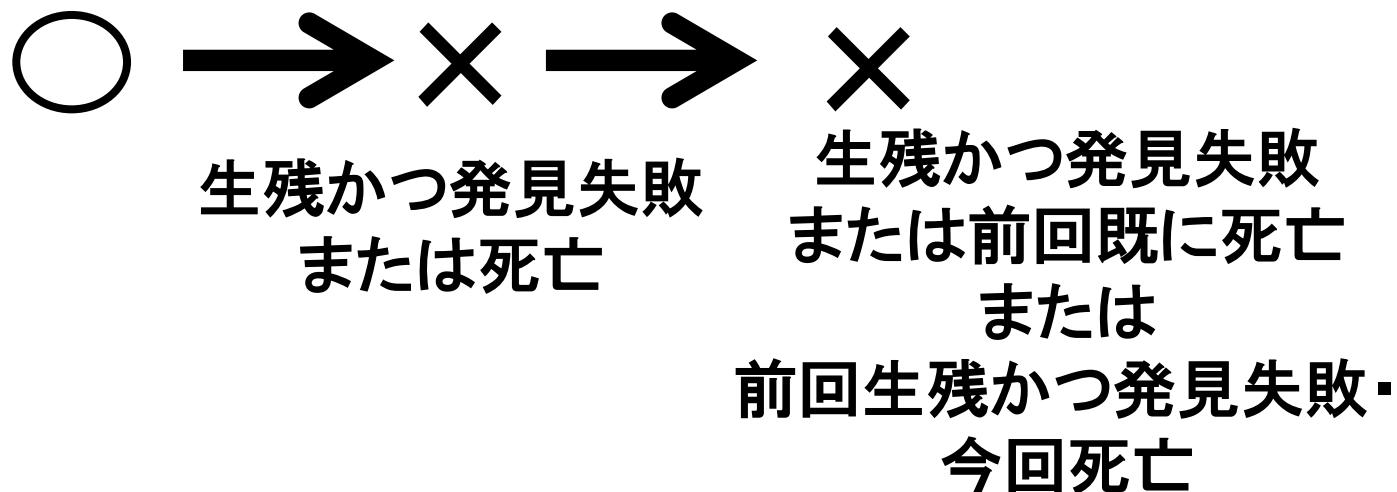 ○ → × → ×
生残かつ発見失敗
または死亡
生残かつ発見失敗
または前回既に死亡
または
前回生残かつ発見失敗・
今回死亡